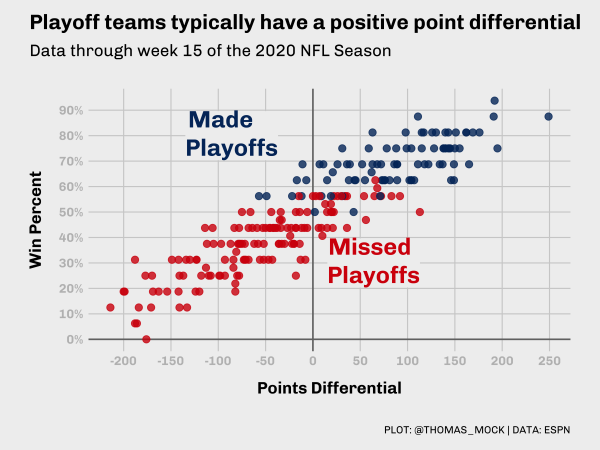 Playoff teams typically have a positive point differential
Data through week 15 of the 2020 NFL Season
Made
Playoffs
Missed
Playoffs
Win Percent
90%
80%
70%
60%
50%
40%
30%
20%
10%
0%
-200 -150 -100 -50 0 50 100 150 200 250
Points Differential
PLOT: @THOMAS_MOCK | DATA: ESPN